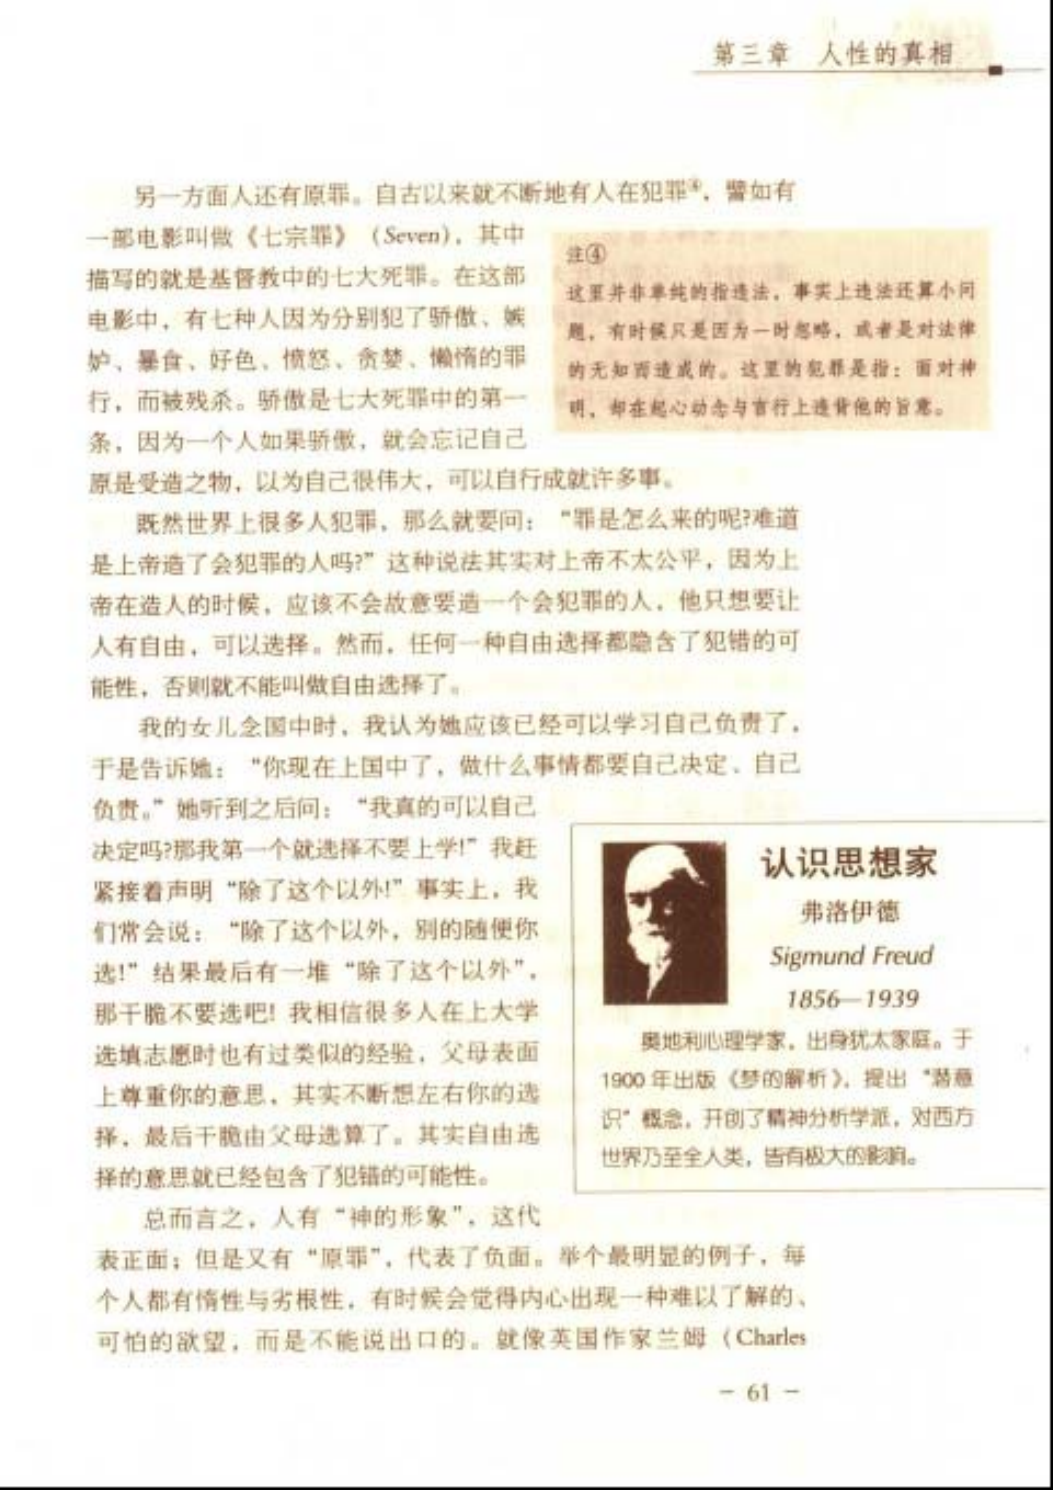 第三章 人性的真相
另一方面人还有原罪。自古以来就不断地有人在犯罪④，譬如有
一部电影叫做《七宗罪》（Seven），其中
描写的就是基督教中的七大死罪。在这部
电影中，有七种人因为分别犯了骄傲、嫉
妒、暴食、好色、愤怒、贪婪、懒惰的罪
行，而被残杀。骄傲是七大死罪中的第一
条，因为一个人如果骄傲，就会忘记自己
原是受造之物，以为自己很伟大，可以自行成就许多事。
注④
这里并非单纯的指违法，事实上违法还算小问
题，有时候只是因为一时忽略，或者是对法律
的无知而造成的。这里的犯罪是指：面对神
明，却在起心动念与言行上违背他的旨意。
既然世界上很多人犯罪，那么就要问：“罪是怎么来的呢?难道
是上帝造了会犯罪的人吗?”这种说法其实对上帝不太公平，因为上
帝在造人的时候，应该不会故意要造一个会犯罪的人，他只想要让
人有自由，可以选择。然而，任何一种自由选择都隐含了犯错的可
能性，否则就不能叫做自由选择了。
我的女儿念国中时，我认为她应该已经可以学习自己负责了，
于是告诉她：“你现在上国中了，做什么事情都要自己决定、自己
负责。”她听到之后问：“我真的可以自己
决定吗?那我第一个就选择不要上学!”我赶
紧接着声明“除了这个以外!”事实上，我
们常会说：“除了这个以外，别的随便你
选!”结果最后有一堆“除了这个以外”，
那干脆不要选吧！我相信很多人在上大学
选填志愿时也有过类似的经验，父母表面
上尊重你的意思，其实不断想左右你的选
择，最后干脆由父母选算了。其实自由选
择的意思就已经包含了犯错的可能性。
认识思想家
弗洛伊德
Sigmund Freud
1856—1939
奥地利心理学家，出身犹太家庭。于
1900年出版《梦的解析》，提出“潜意
识”概念，开创了精神分析学派，对西方
世界乃至全人类，皆有极大的影响。
总而言之，人有“神的形象”，这代
表正面；但是又有“原罪”，代表了负面。举个最明显的例子，每
个人都有惰性与劣根性，有时候会觉得内心出现一种难以了解的、
可怕的欲望，而是不能说出口的。就像英国作家兰姆（Charles
- 61 -